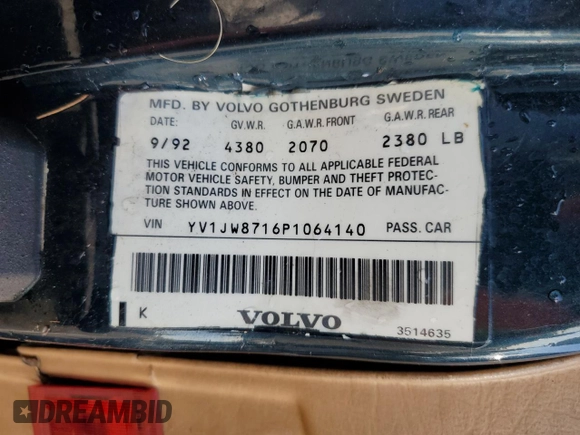 MFD. BY VOLVO GOTHENBURG SWEDEN
DATE: G.V.W.R. G.A.W.R. FRONT G.A.W.R. REAR
9/92 4380 2070 2380 LB
THIS VEHICLE CONFORMS TO ALL APPLICABLE FEDERAL
MOTOR VEHICLE SAFETY, BUMPER AND THEFT PROTEC-
TION STANDARDS IN EFFECT ON THE DATE OF MANUFAC-
TURE SHOWN ABOVE.
VIN YV1JW8716P1064140 PASS. CAR
K VOLVO 3514635
DREAMBID